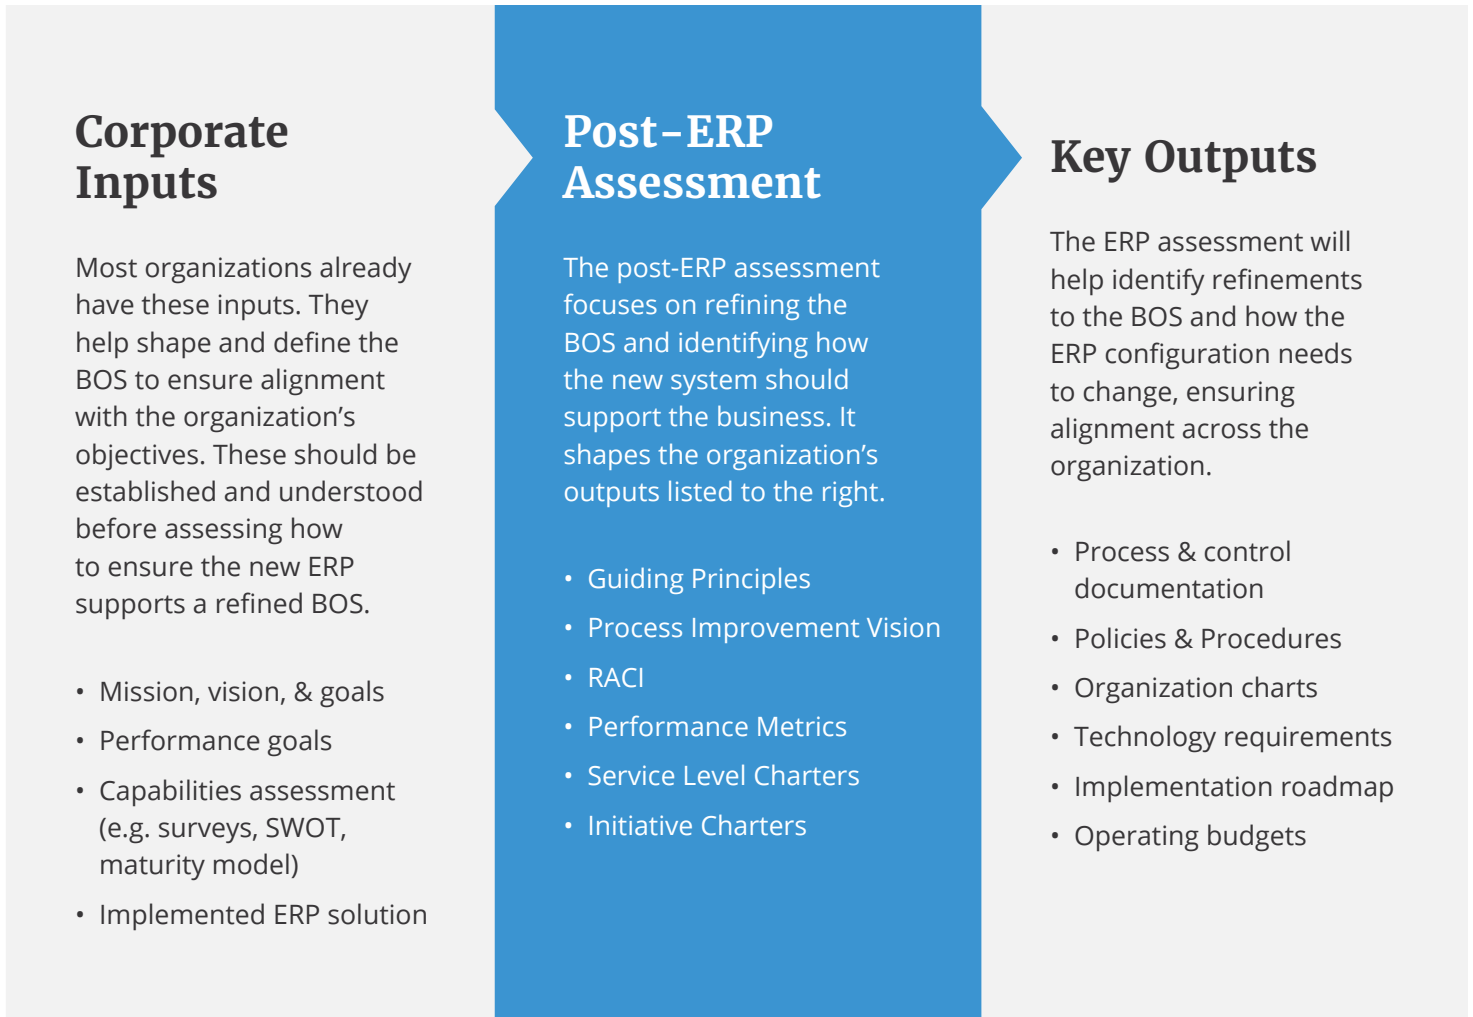 Corporate
Inputs
Most organizations already
have these inputs. They
help shape and define the
BOS to ensure alignment
with the organization’s
objectives. These should be
established and understood
before assessing how
to ensure the new ERP
supports a refined BOS.
• Mission, vision, & goals
• Performance goals
• Capabilities assessment
(e.g. surveys, SWOT,
maturity model)
• Implemented ERP solution
Post-ERP
Assessment
The post-ERP assessment
focuses on refining the
BOS and identifying how
the new system should
support the business. It
shapes the organization’s
outputs listed to the right.
• Guiding Principles
• Process Improvement Vision
• RACI
• Performance Metrics
• Service Level Charters
• Initiative Charters
Key Outputs
The ERP assessment will
help identify refinements
to the BOS and how the
ERP configuration needs
to change, ensuring
alignment across the
organization.
• Process & control
documentation
• Policies & Procedures
• Organization charts
• Technology requirements
• Implementation roadmap
• Operating budgets